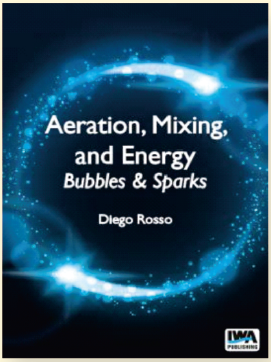 Aeration, Mixing,
and Energy
Bubbles & Sparks
Diego Rosso
IWA
PUBLISHING